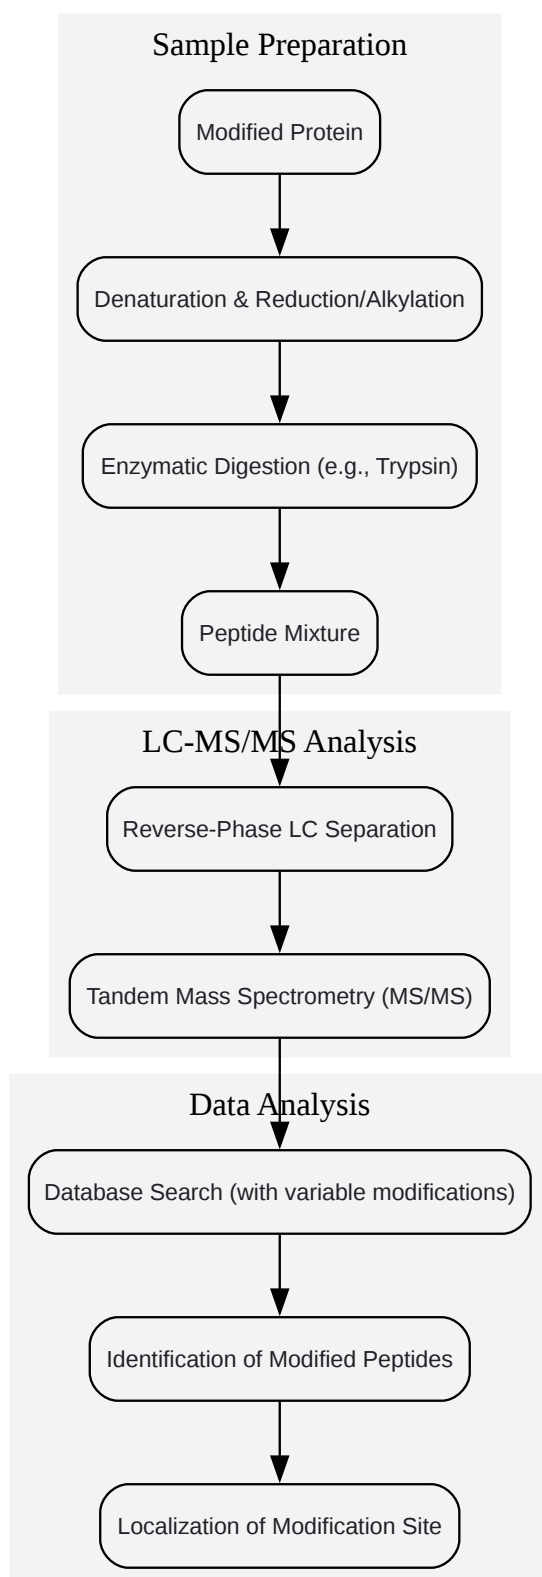 Sample Preparation
Modified Protein
Denaturation & Reduction/Alkylation
Enzymatic Digestion (e.g., Trypsin)
Peptide Mixture
LC-MS/MS Analysis
Reverse-Phase LC Separation
Tandem Mass Spectrometry (MS/MS)
Data Analysis
Database Search (with variable modifications)
Identification of Modified Peptides
Localization of Modification Site